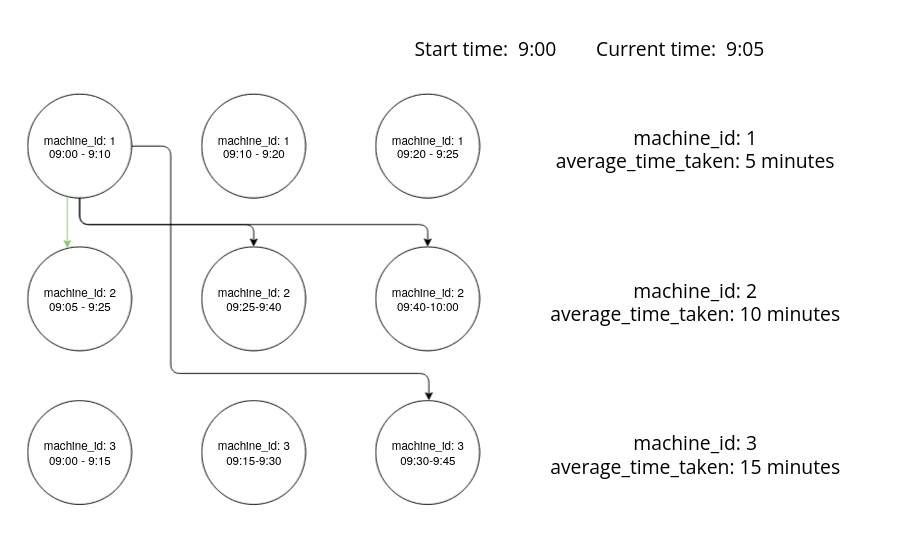 Start time:  9:00 Current time:  9:05
machine_id: 1
09:00 - 9:10
machine_id: 1
09:10 - 9:20
machine_id: 1
09:20 - 9:25
machine_id: 1
average_time_taken: 5 minutes
machine_id: 2
09:05 - 9:25
machine_id: 2
09:25-9:40
machine_id: 2
09:40-10:00
machine_id: 2
average_time_taken: 10 minutes
machine_id: 3
09:00 - 9:15
machine_id: 3
09:15-9:30
machine_id: 3
09:30-9:45
machine_id: 3
average_time_taken: 15 minutes